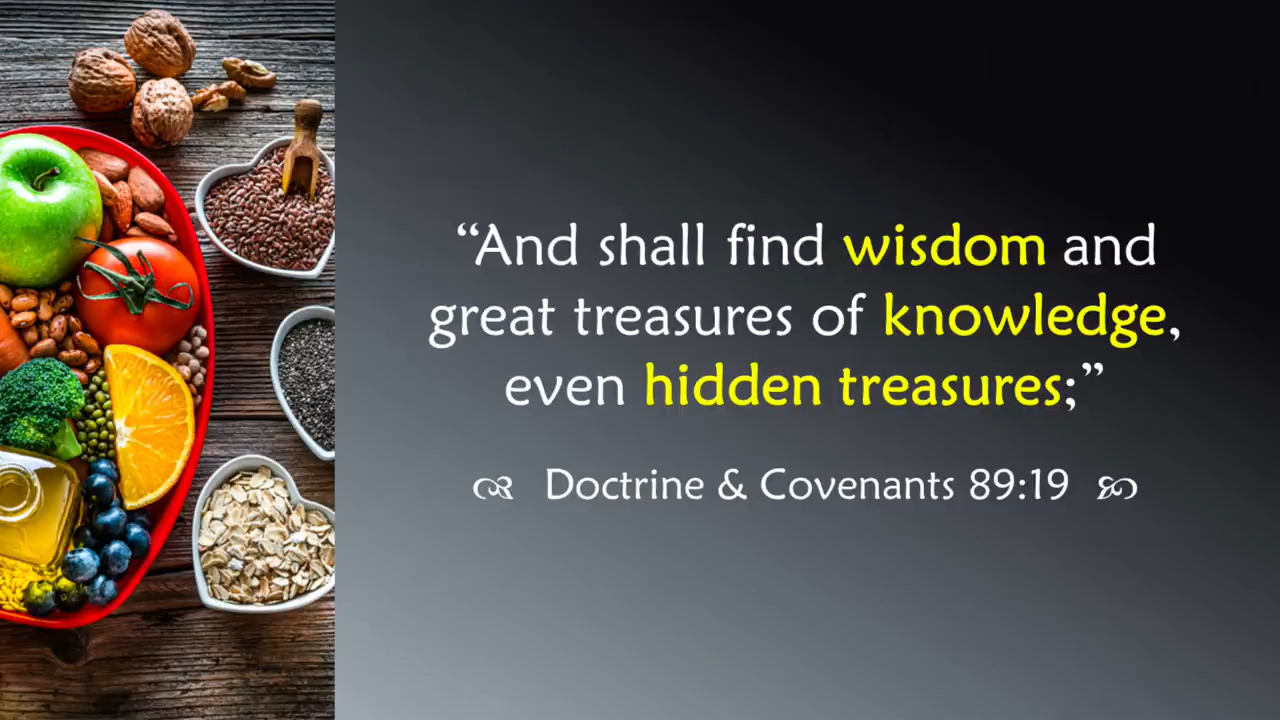 “And shall find wisdom and
great treasures of knowledge,
even hidden treasures;”
Doctrine & Covenants 89:19